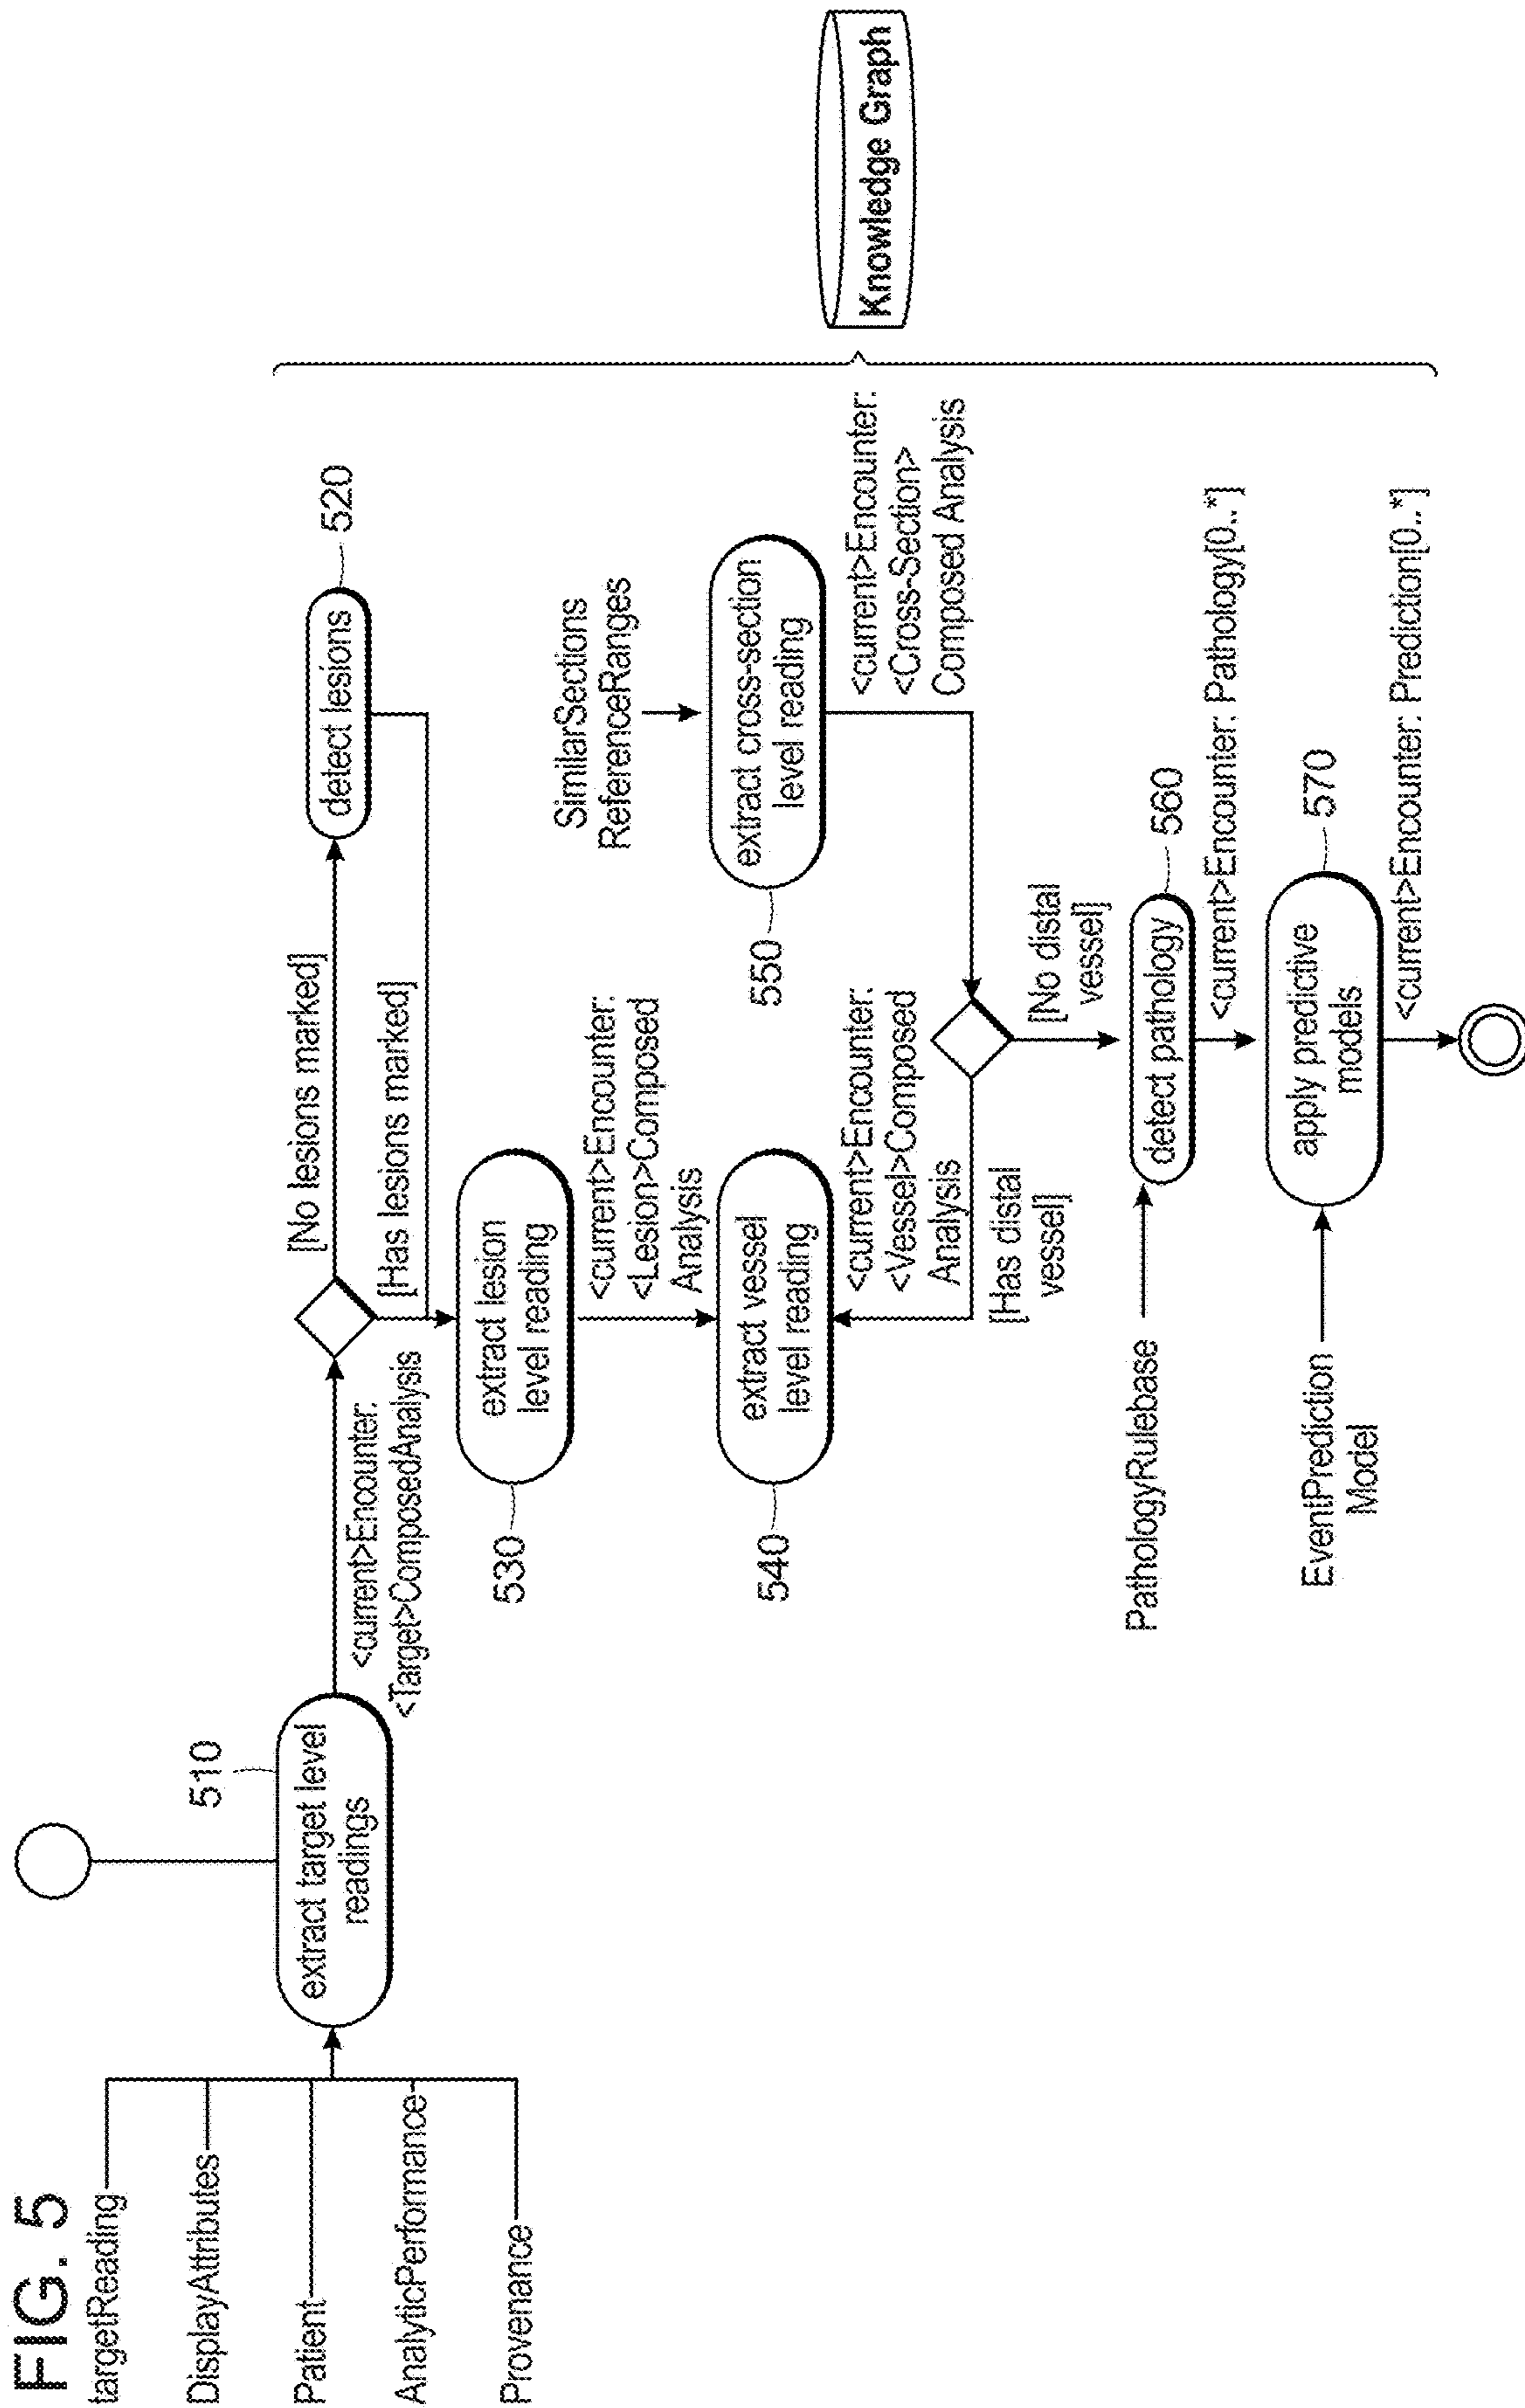 FIG. 5
targetReading
DisplayAttributes
Patient
AnalyticPerformance
Provenance
510
extract target level
readings
<current>Encounter:
<Target>ComposedAnalysis
[No lesions marked]
[Has lesions marked]
detect lesions
520
530
extract lesion
level reading
<current>Encounter:
<Lesion>Composed
Analysis
540
extract vessel
level reading
<current>Encounter:
<Vessel>Composed
Analysis
[Has distal
vessel]
SimilarSections
ReferenceRanges
550
extract cross-section
level reading
<current>Encounter:
<Cross-Section>
Composed Analysis
[No distal
vessel]
PathologyRulebase
detect pathology
560
<current>Encounter: Pathology[0..*]
EventPrediction
Model
apply predictive
models
570
<current>Encounter: Prediction[0..*]
Knowledge Graph